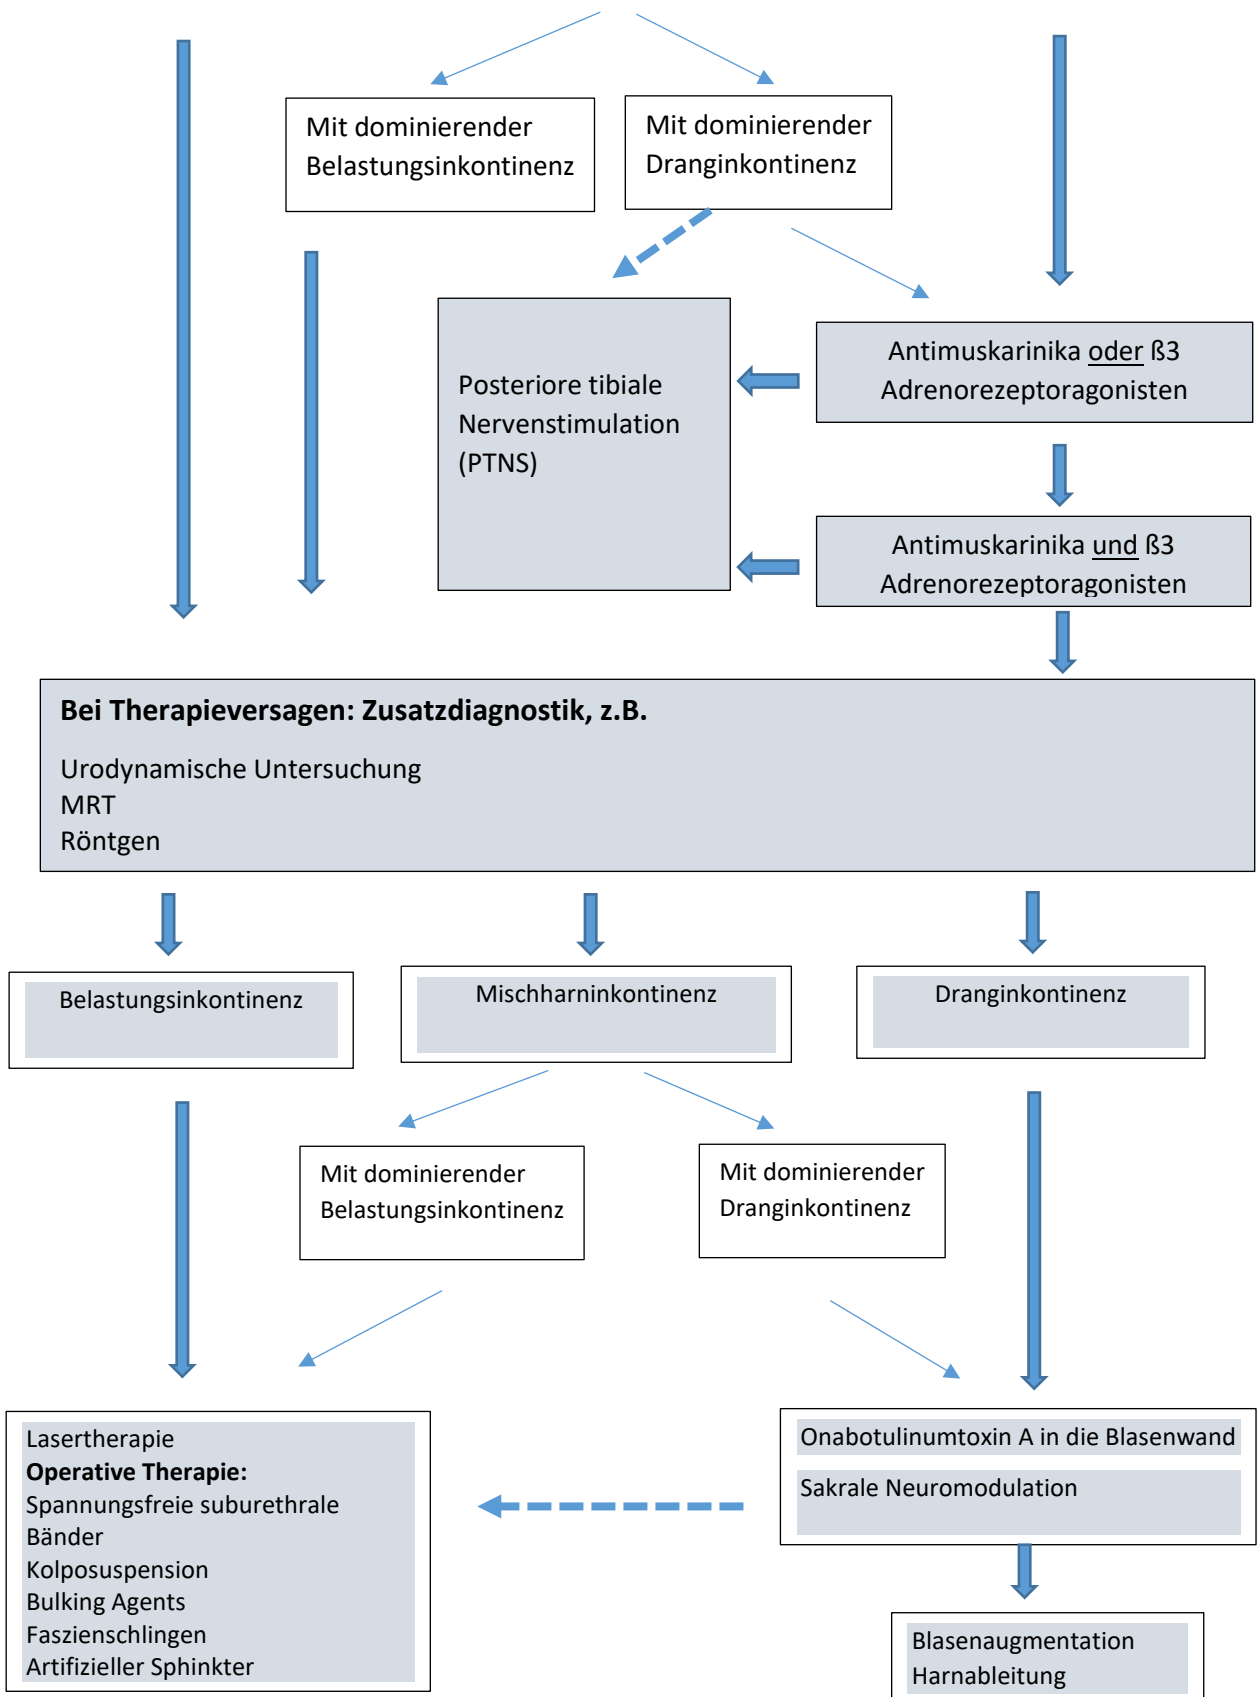 Mit dominierender
Belastungsinkontinenz
Mit dominierender
Dranginkontinenz
Posteriore tibiale
Nervenstimulation
(PTNS)
Antimuskarinika oder ß3
Adrenorezeptoragonisten
Antimuskarinika und ß3
Adrenorezeptoragonisten
Bei Therapieversagen: Zusatzdiagnostik, z.B.
Urodynamische Untersuchung
MRT
Röntgen
Belastungsinkontinenz
Mischharninkontinenz
Dranginkontinenz
Mit dominierender
Belastungsinkontinenz
Mit dominierender
Dranginkontinenz
Lasertherapie
Operative Therapie:
Spannungsfreie suburethrale
Bänder
Kolposuspension
Bulking Agents
Faszienschlingen
Artifizieller Sphinkter
Onabotulinumtoxin A in die Blasenwand
Sakrale Neuromodulation
Blasenaugmentation
Harnableitung